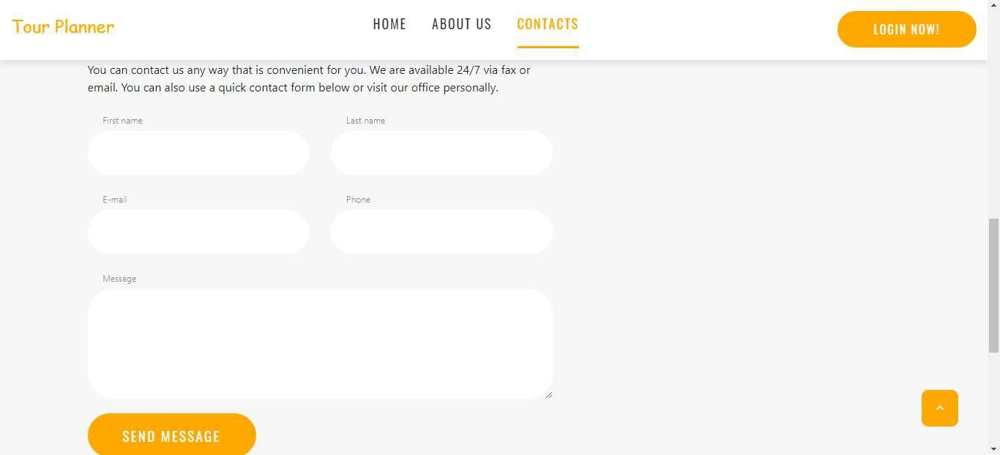 Tour Planner
HOME
ABOUT US
CONTACTS
LOGIN NOW!
You can contact us any way that is convenient for you. We are available 24/7 via fax or
email. You can also use a quick contact form below or visit our office personally.
First name
Last name
E-mail
Phone
Message
SEND MESSAGE